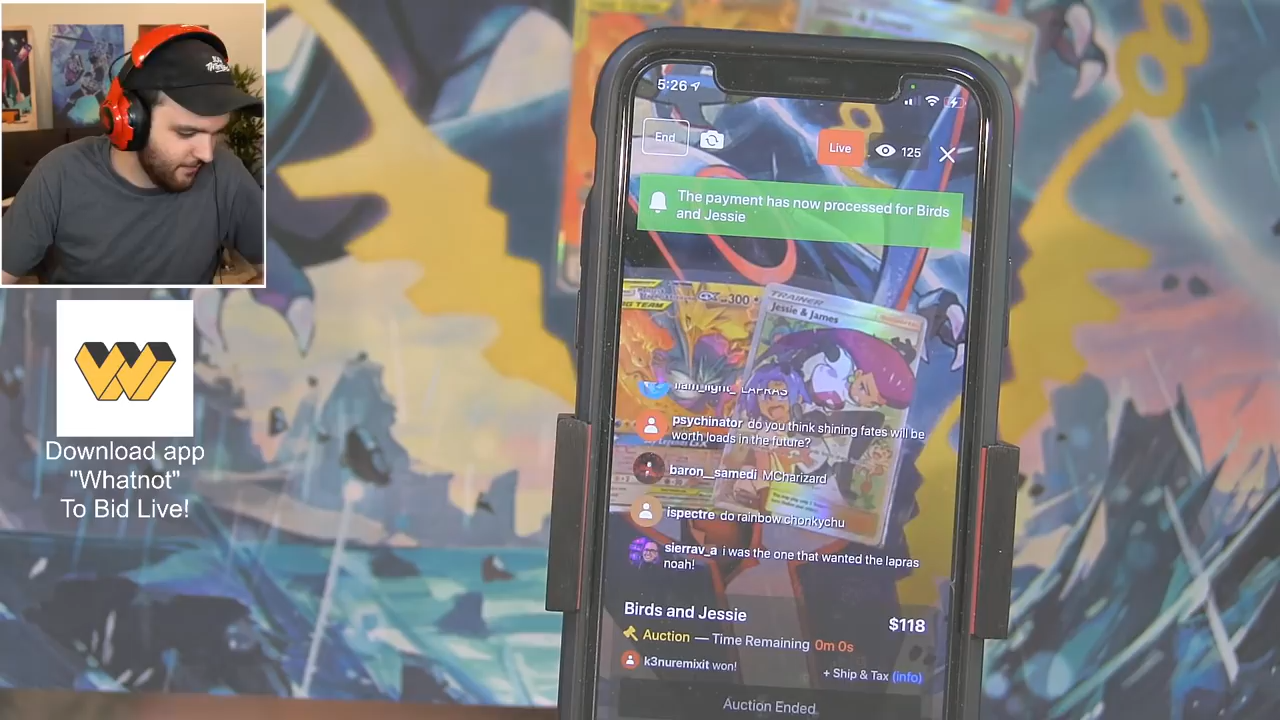 5:26
End
Live
125
The payment has now processed for Birds
and Jessie
300
TRAINER
Jessie & James
LAPRAS
psychinator do you think shining fates will be
worth loads in the future?
baron__samedi MCharizard
ispectre do rainbow chonkychu
sierrav_a i was the one that wanted the lapras
noah!
Birds and Jessie
$118
Auction — Time Remaining 0m 0s
k3nuremixit won!
+ Ship & Tax (info)
Auction Ended
Download app
"Whatnot"
To Bid Live!